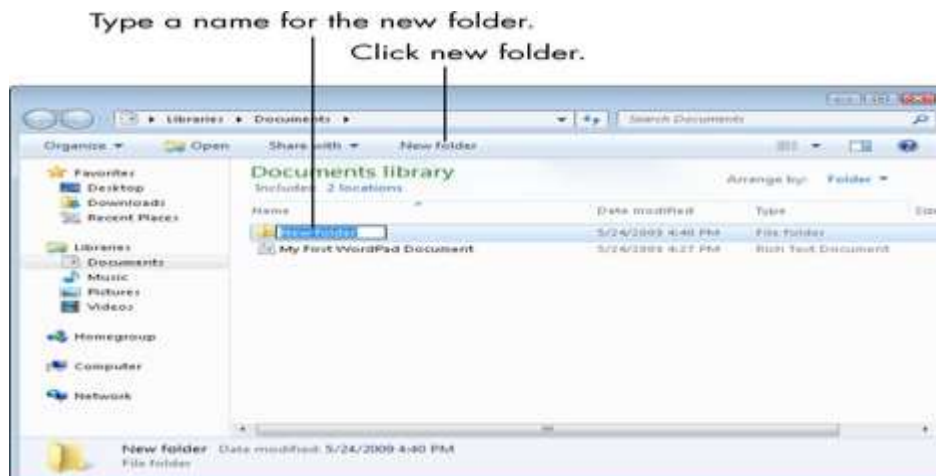 Type a name for the new folder.
Click new folder.
Libraries ▸ Documents ▸
Search Documents
Organize
Open
Share with
New folder
Favorites
Desktop
Downloads
Recent Places
Libraries
Documents
Music
Pictures
Videos
Homegroup
Computer
Network
Documents library
Includes: 2 locations
Arrange by: Folder
Name
Date modified
Type
Size
New folder
5/24/2009 4:40 PM
File folder
My First WordPad Document
5/24/2009 4:27 PM
Rich Text Document
New folder Date modified: 5/24/2009 4:40 PM
File folder